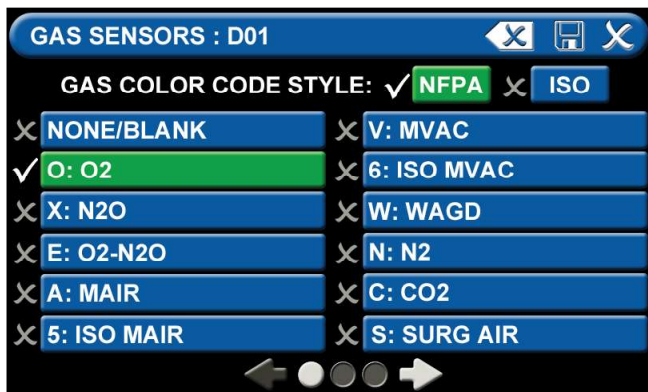 GAS SENSORS : D01
GAS COLOR CODE STYLE: NFPA ISO
NONE/BLANK
O: O2
X: N2O
E: O2-N2O
A: MAIR
5: ISO MAIR
V: MVAC
6: ISO MVAC
W: WAGD
N: N2
C: CO2
S: SURG AIR